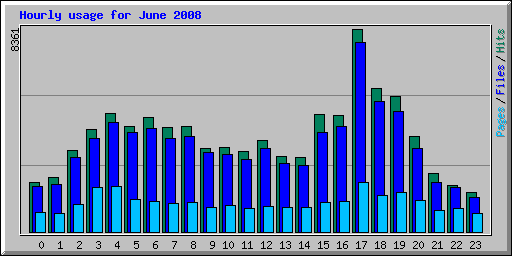 Hourly usage for June 2008
8361
Pages / Files / Hits
0 1 2 3 4 5 6 7 8 9 10 11 12 13 14 15 16 17 18 19 20 21 22 23